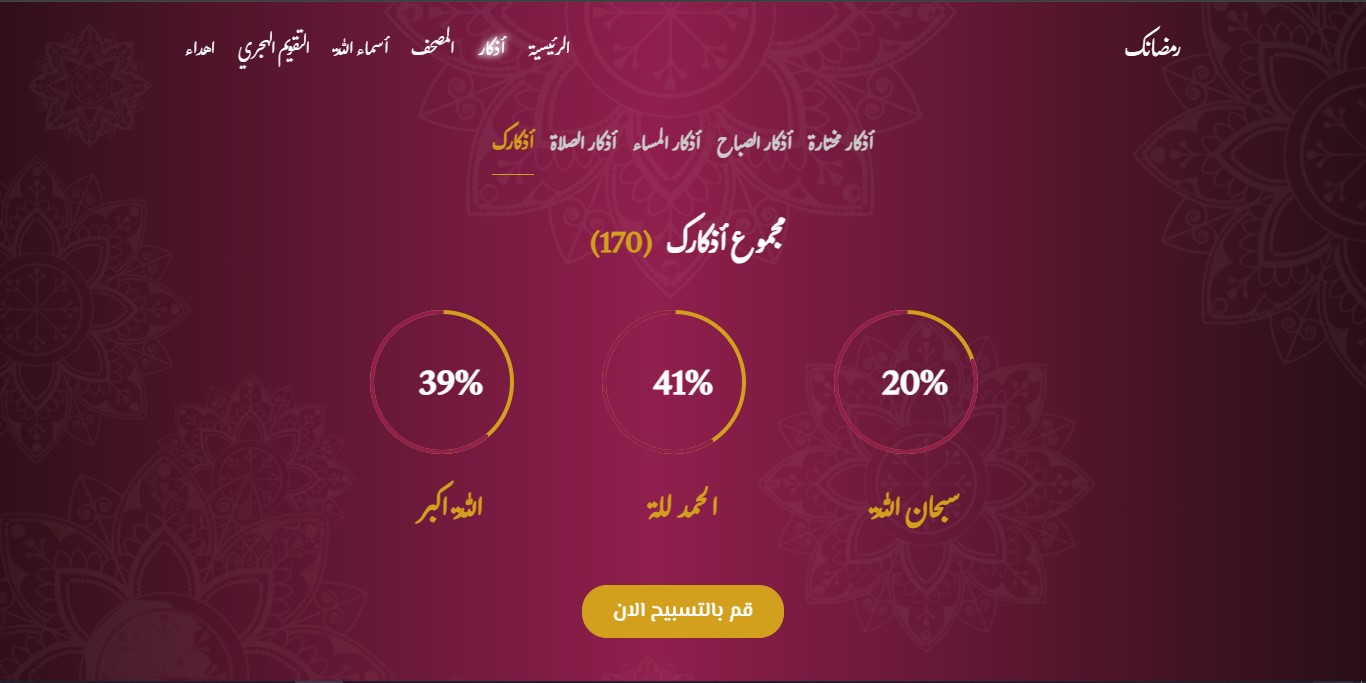 رمضانك
الرئيسية أذكار المصحف أسماء الله التقويم الهجري اهداء
أذكار مختارة أذكار الصباح أذكار المساء أذكار الصلاة أذكارك
مجموع أذكارك (170)
20% 41% 39%
سبحان الله الحمد لله الله اكبر
قم بالتسبيح الان